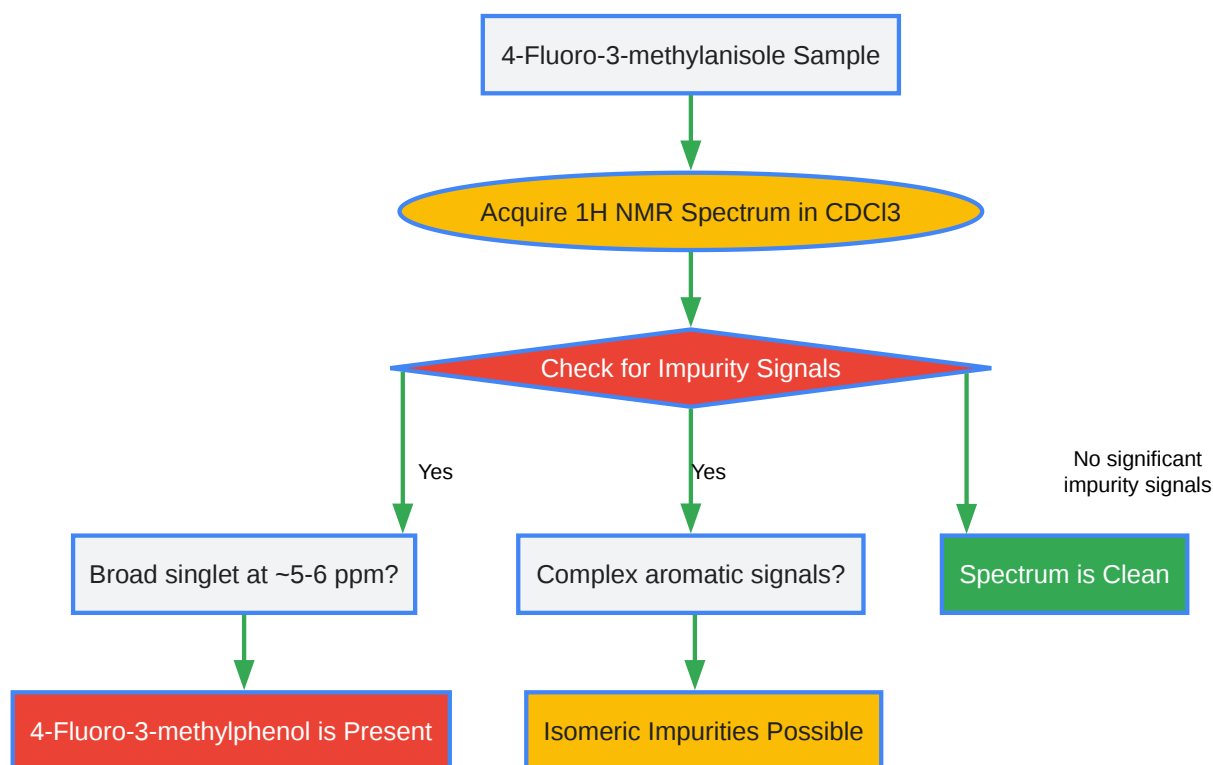 4-Fluoro-3-methylanisole Sample
Acquire 1H NMR Spectrum in CDCl3
Check for Impurity Signals
Yes
Yes
No significant
impurity signals
Broad singlet at ~5-6 ppm?
Complex aromatic signals?
Spectrum is Clean
4-Fluoro-3-methylphenol is Present
Isomeric Impurities Possible